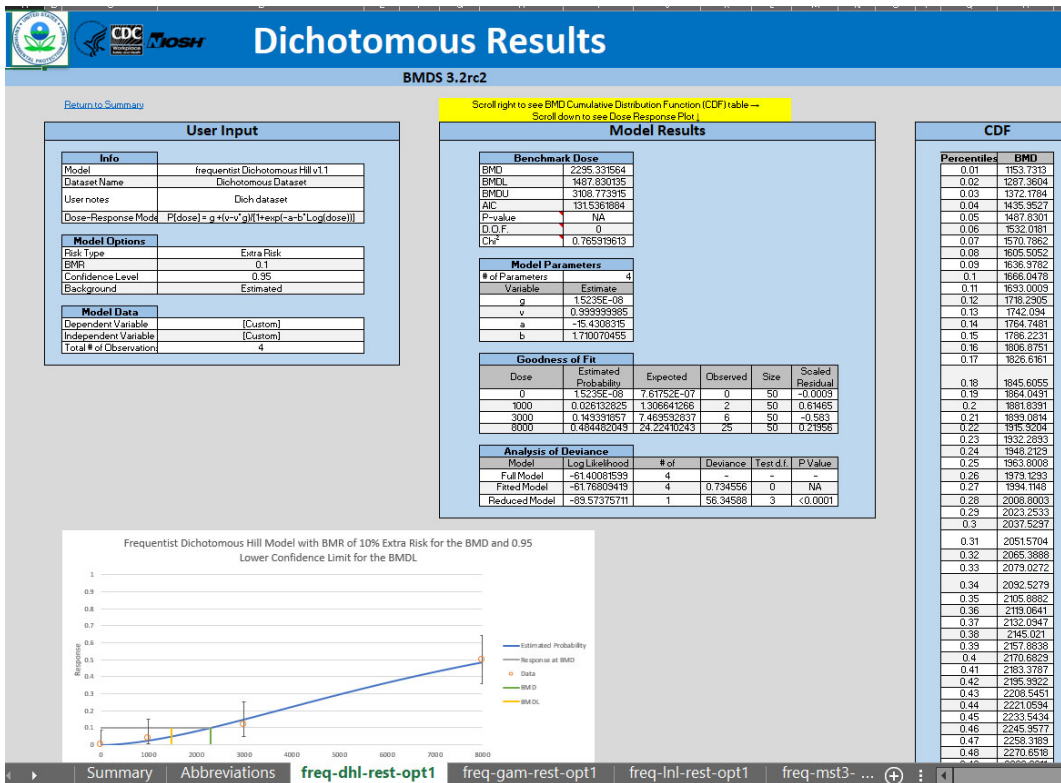 UNITED STATES
ENVIRONMENTAL PROTECTION
CDC
Workplace
NIOSH
Dichotomous Results
BMDS 3.2rc2
Return to Summary
Scroll right to see BMD Cumulative Distribution Function (CDF) table →
Scroll down to see Dose Response Plot ↓
User Input
Info
Model frequentist Dichotomous Hill v1.1
Dataset Name Dichotomous Dataset
User notes Dich dataset
Dose-Response Mode P[dose] = g +(v-v*g)/[1+exp(-a-b*Log(dose))]
Model Options
Risk Type Extra Risk
BMR 0.1
Confidence Level 0.95
Background Estimated
Model Data
Dependent Variable [Custom]
Independent Variable [Custom]
Total # of Observations 4
Model Results
Benchmark Dose
BMD 2295.331564
BMDL 1487.830135
BMDU 3108.773915
AIC 131.5361884
P-value NA
D.O.F. 0
Chi² 0.765919613
Model Parameters
# of Parameters 4
Variable Estimate
g 1.5235E-08
v 0.999999985
a -15.4308315
b 1.710070455
Goodness of Fit
Dose Estimated Probability Expected Observed Size Scaled Residual
0 1.5235E-08 7.61752E-07 0 50 -0.0009
1000 0.026132825 1.306641266 2 50 0.61465
3000 0.149391857 7.469592837 6 50 -0.583
8000 0.484482049 24.22410243 25 50 0.21956
Analysis of Deviance
Model Log Likelihood # of Deviance Test d.f. P Value
Full Model -61.40081599 4 - - -
Fitted Model -61.76809419 4 0.734556 0 NA
Reduced Model -89.57375711 1 56.34588 3 <0.0001
CDF
Percentiles BMD
0.01 1153.7313
0.02 1287.3604
0.03 1372.1784
0.04 1435.9527
0.05 1487.8301
0.06 1532.0181
0.07 1570.7862
0.08 1605.5052
0.09 1636.9782
0.1 1666.0478
0.11 1693.0009
0.12 1718.2905
0.13 1742.094
0.14 1764.7481
0.15 1786.2231
0.16 1806.8751
0.17 1826.6161
0.18 1845.6055
0.19 1864.0491
0.2 1881.8391
0.21 1899.0814
0.22 1915.9204
0.23 1932.2893
0.24 1948.2129
0.25 1963.8008
0.26 1979.1293
0.27 1994.1148
0.28 2008.8003
0.29 2023.2533
0.3 2037.5297
0.31 2051.5704
0.32 2065.3888
0.33 2079.0272
0.34 2092.5279
0.35 2105.8882
0.36 2119.0641
0.37 2132.0947
0.38 2145.021
0.39 2157.8838
0.4 2170.6829
0.41 2183.3787
0.42 2195.9922
0.43 2208.5451
0.44 2221.0594
0.45 2233.5434
0.46 2245.9577
0.47 2258.3189
0.48 2270.6518
Frequentist Dichotomous Hill Model with BMR of 10% Extra Risk for the BMD and 0.95
Lower Confidence Limit for the BMDL
Response
1
0.9
0.8
0.7
0.6
0.5
0.4
0.3
0.2
0.1
0
0 1000 2000 3000 4000 5000 6000 7000 8000
Estimated Probability
Response at BMD
Data
BMD
BMDL
Summary Abbreviations freq-dhl-rest-opt1 freq-gam-rest-opt1 freq-lnl-rest-opt1 freq-mst3- ...